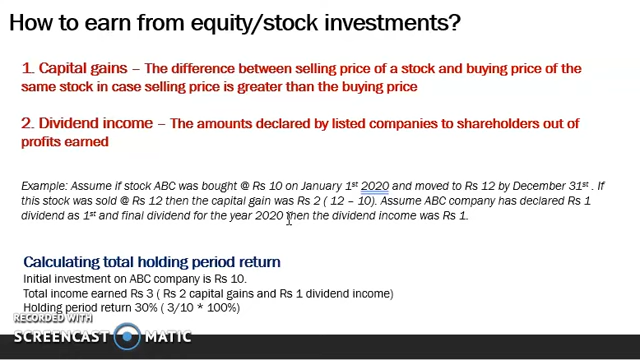 How to earn from equity/stock investments?
1. Capital gains – The difference between selling price of a stock and buying price of the
same stock in case selling price is greater than the buying price
2. Dividend income – The amounts declared by listed companies to shareholders out of
profits earned
Example: Assume if stock ABC was bought @ Rs 10 on January 1st 2020 and moved to Rs 12 by December 31st . If
this stock was sold @ Rs 12 then the capital gain was Rs 2 ( 12 – 10). Assume ABC company has declared Rs 1
dividend as 1st and final dividend for the year 2020 then the dividend income was Rs 1.
Calculating total holding period return
Initial investment on ABC company is Rs 10.
Total income earned Rs 3 ( Rs 2 capital gains and Rs 1 dividend income)
Holding period return 30% ( 3/10 * 100%)
RECORDED WITH
SCREENCAST MATIC